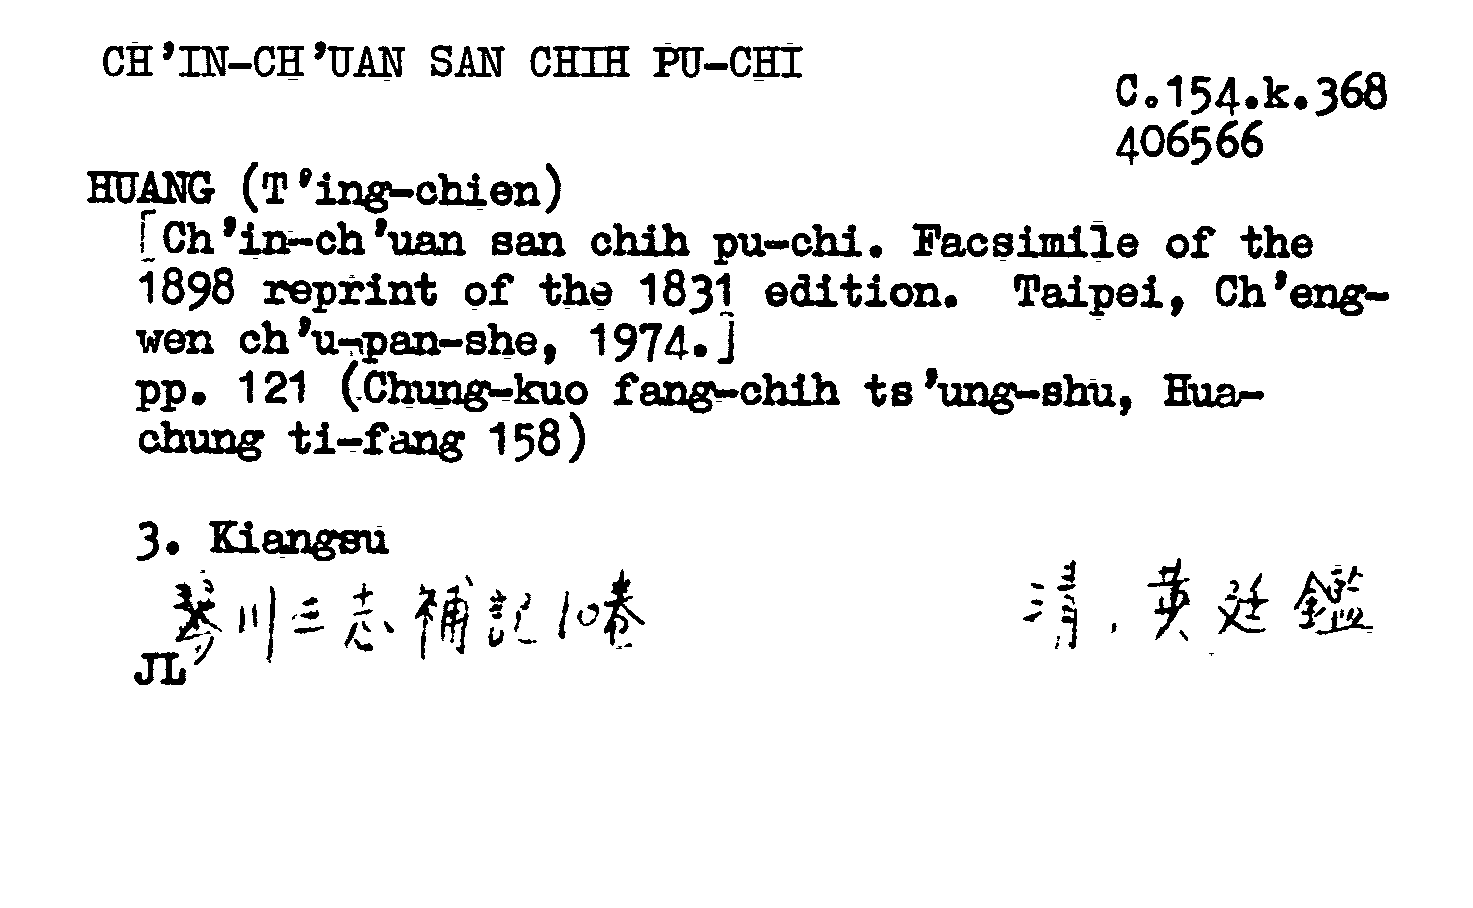 CH'IN-CH'UAN SAN CHIH PU-CHI
C.154.k.368
406566
HUANG (T'ing-chien)
[Ch'in-ch'uan san chih pu-chi. Facsimile of the
1898 reprint of the 1831 edition. Taipei, Ch'eng-
wen ch'u-pan-she, 1974.]
pp. 121 (Chung-kuo fang-chih ts'ung-shu, Hua-
chung ti-fang 158)
3. Kiangsu
琴川三志補記10卷 清,黃廷鑑
JL